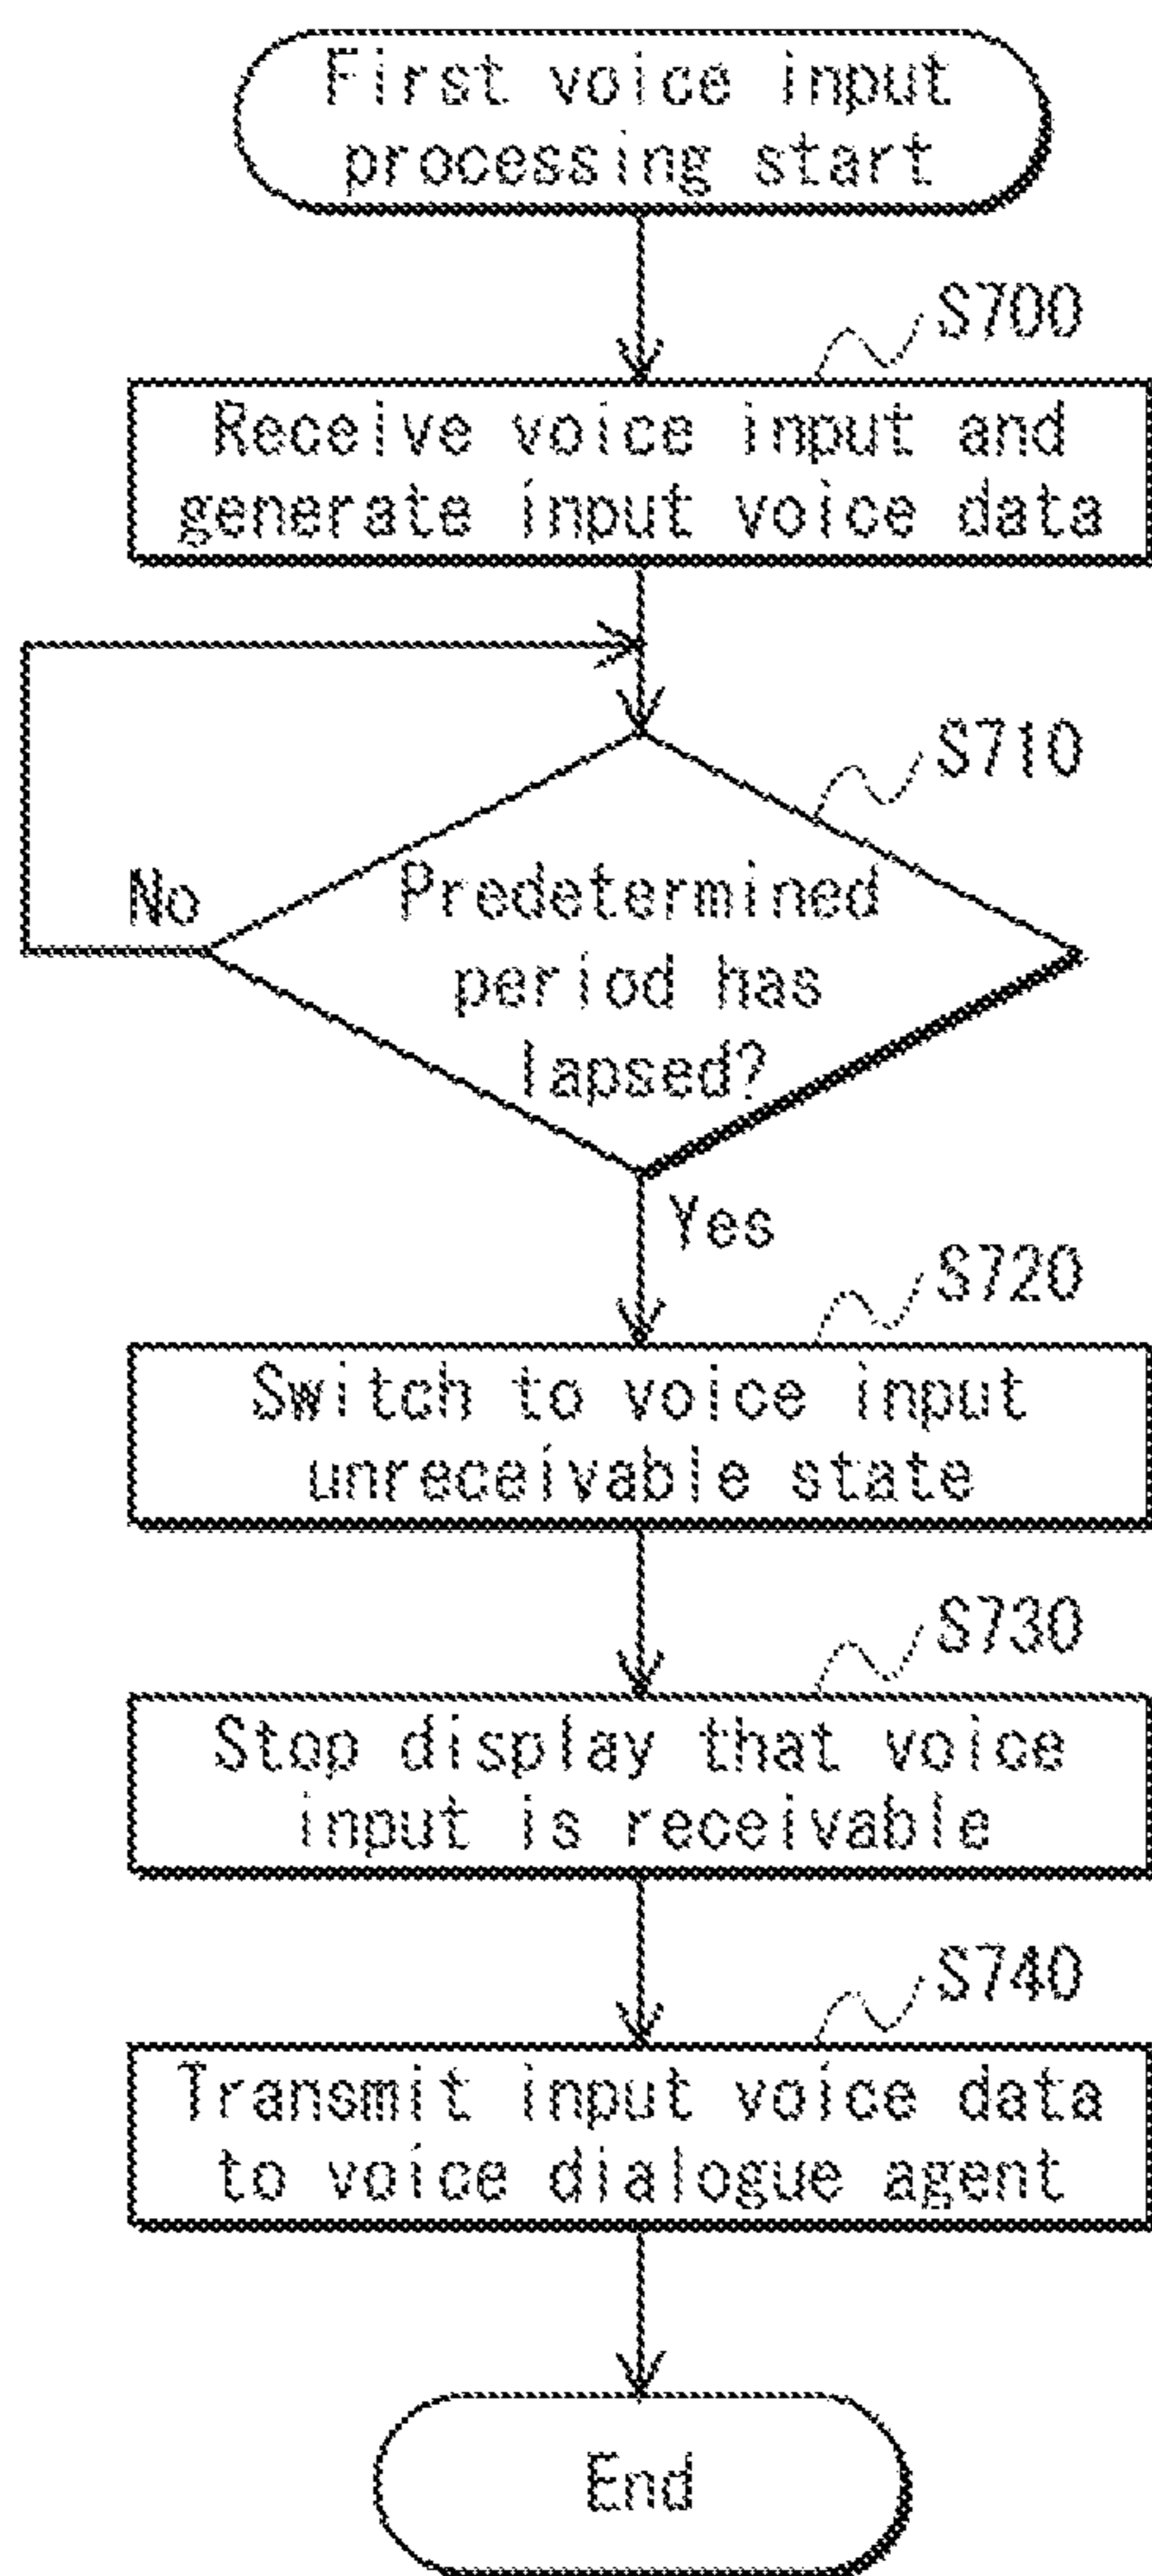 First voice input
processing start
S700
Receive voice input and
generate input voice data
S710
No
Predetermined
period has
lapsed?
Yes
S720
Switch to voice input
unreceivable state
S730
Stop display that voice
input is receivable
S740
Transmit input voice data
to voice dialogue agent
End